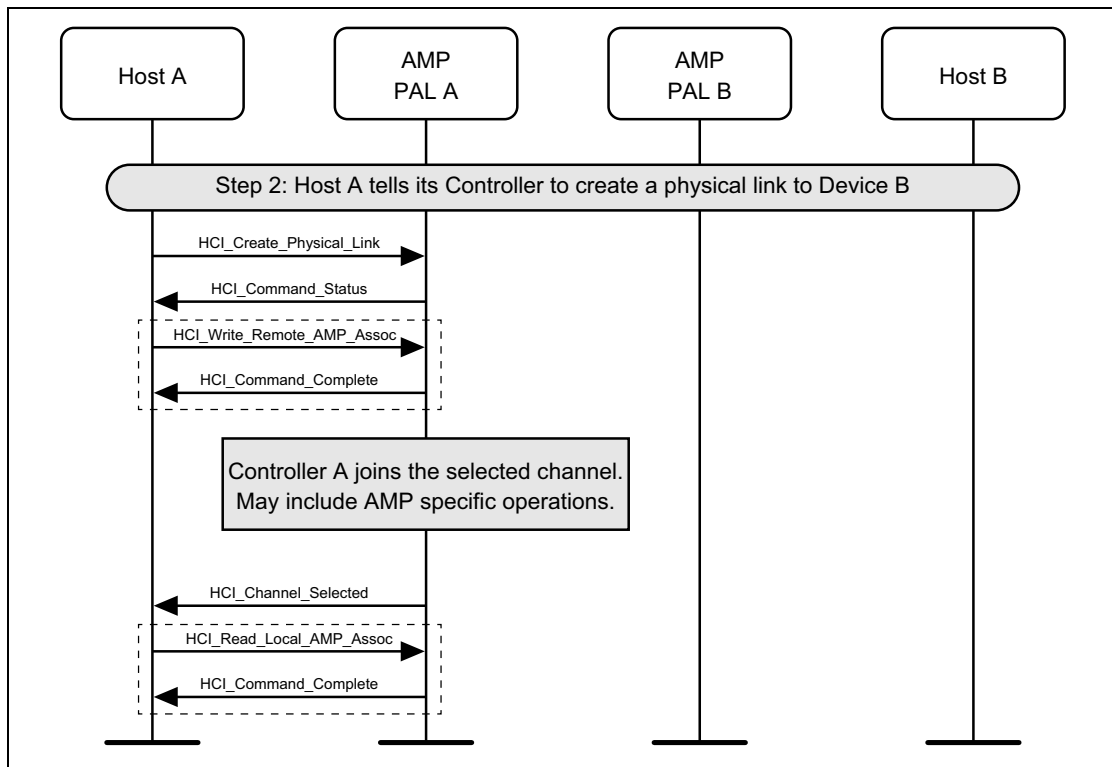 Host A
AMP
PAL A
AMP
PAL B
Host B
Step 2: Host A tells its Controller to create a physical link to Device B
HCI_Create_Physical_Link
HCI_Command_Status
HCI_Write_Remote_AMP_Assoc
HCI_Command_Complete
Controller A joins the selected channel.
May include AMP specific operations.
HCI_Channel_Selected
HCI_Read_Local_AMP_Assoc
HCI_Command_Complete